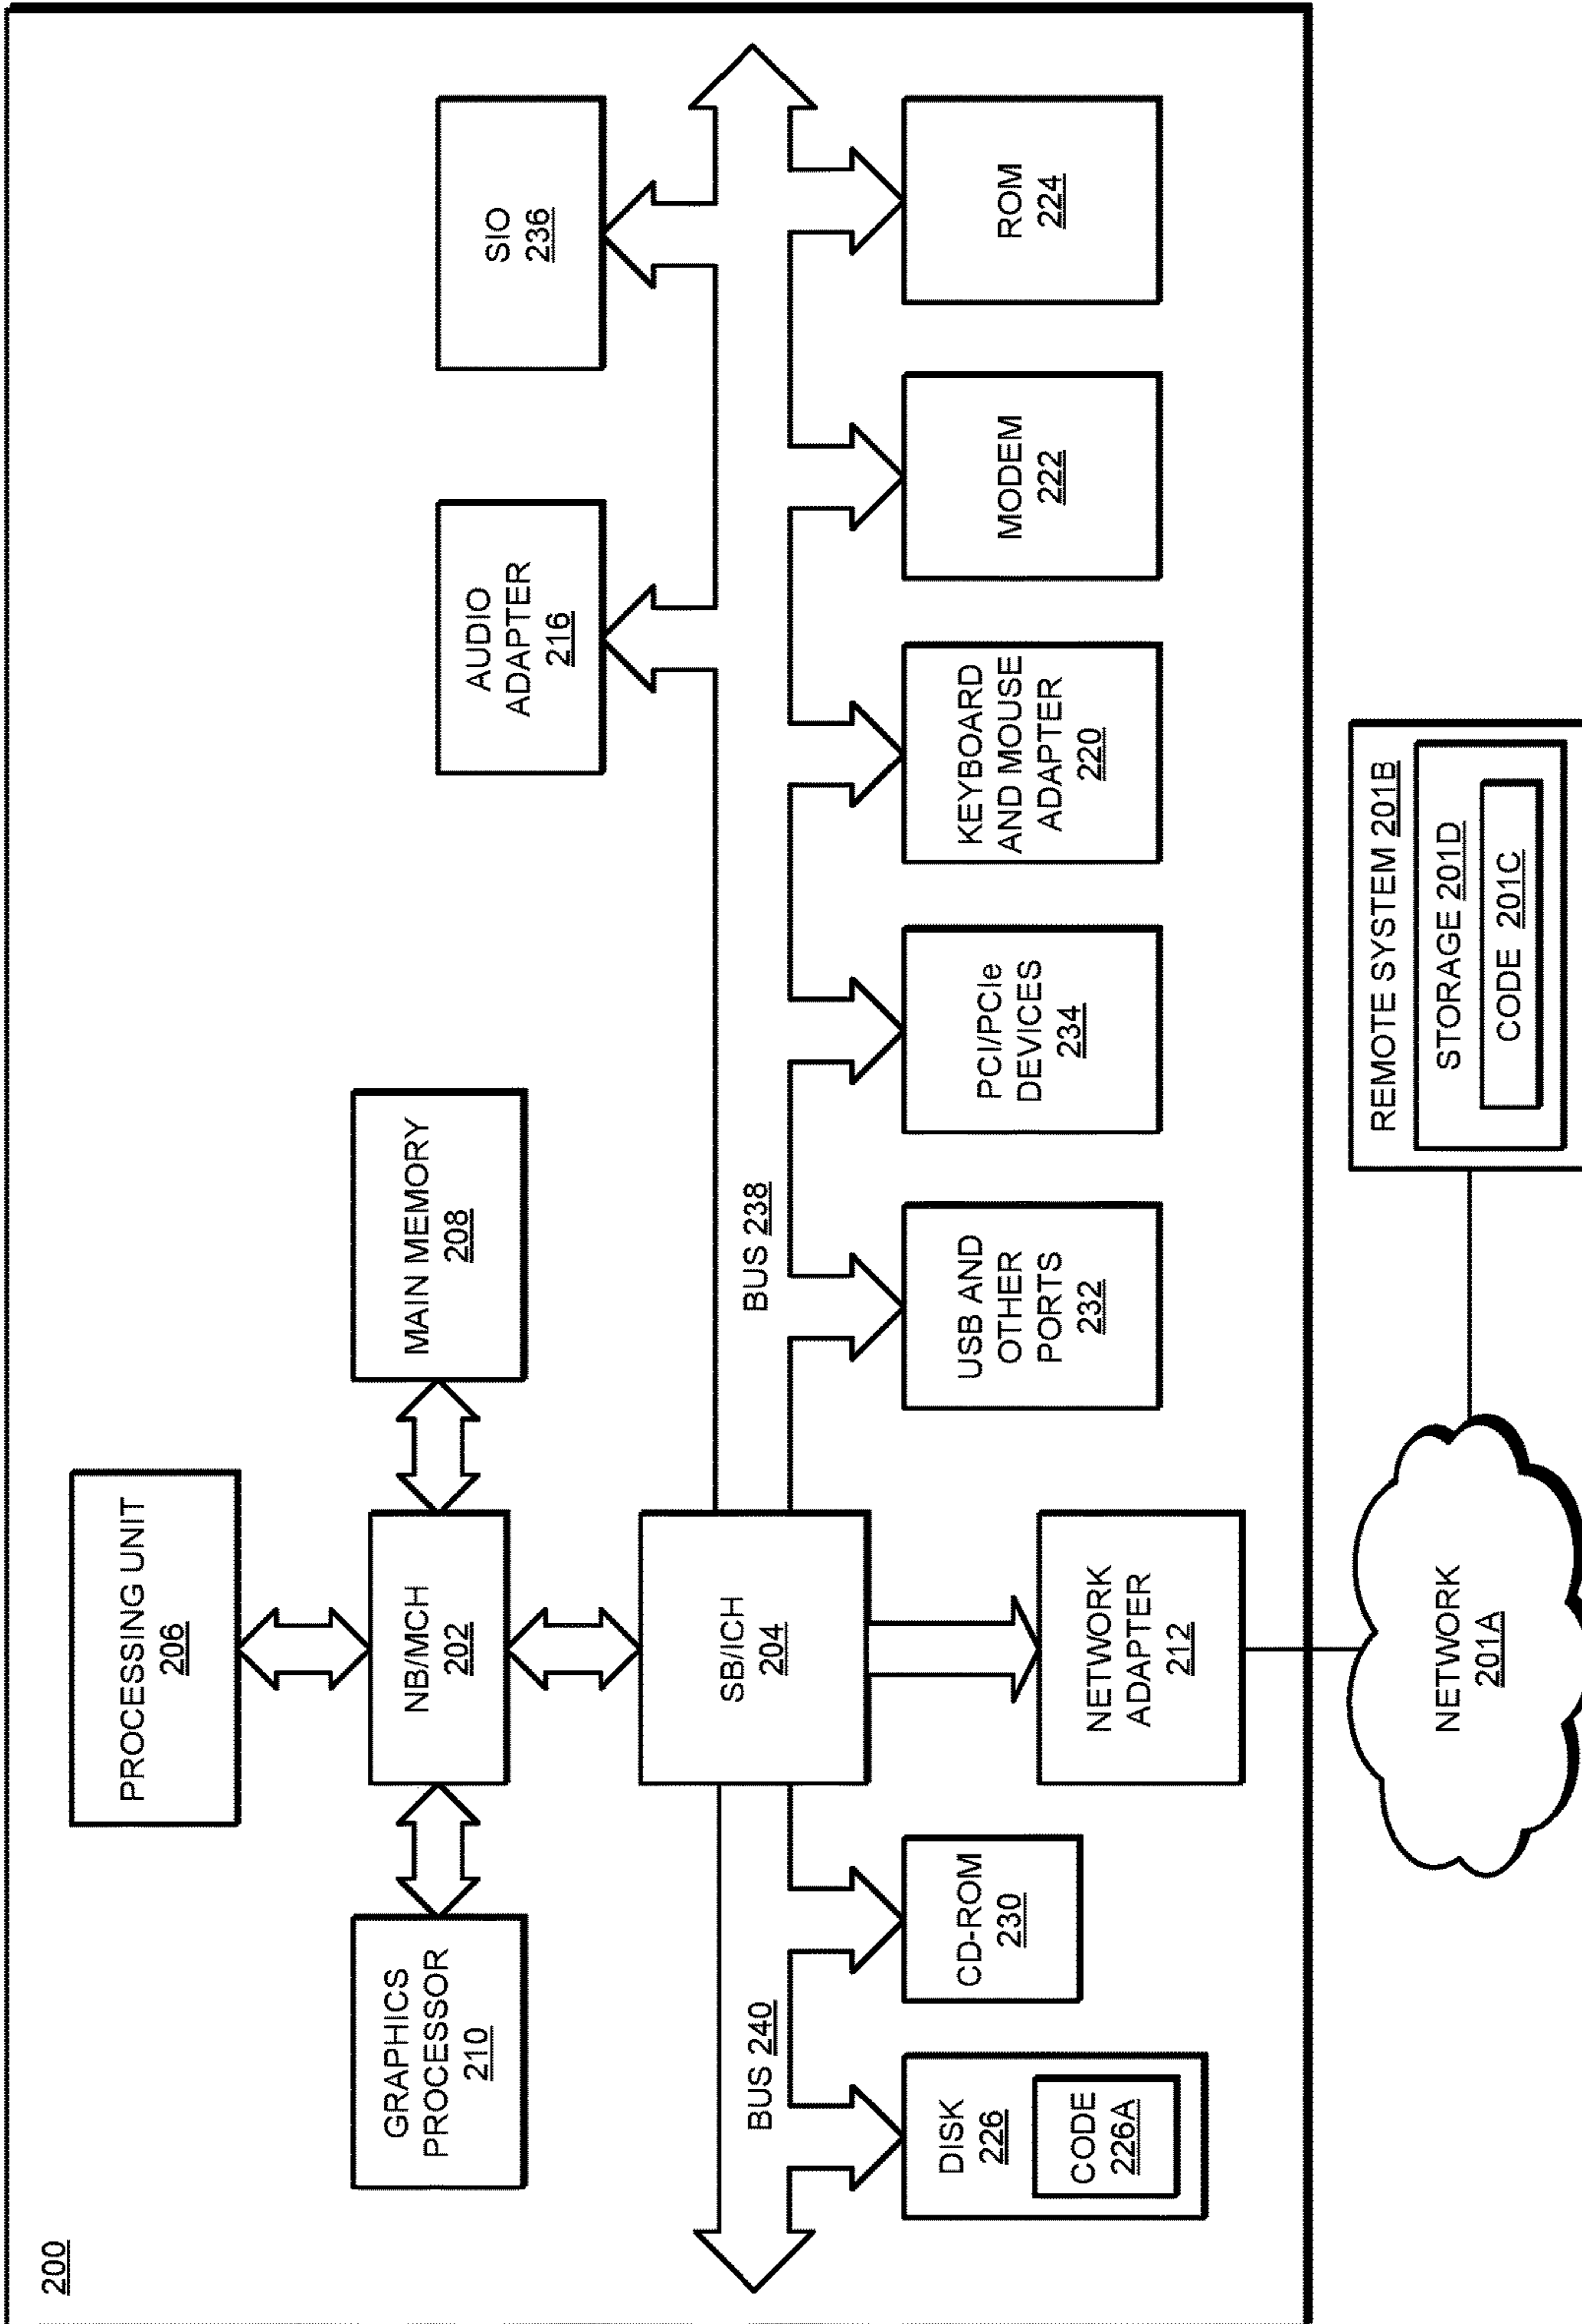 200
PROCESSING UNIT
206
GRAPHICS
PROCESSOR
210
NB/MCH
202
MAIN MEMORY
208
AUDIO
ADAPTER
216
SIO
236
SB/ICH
204
BUS 240
BUS 238
DISK
226
CODE
226A
CD-ROM
230
NETWORK
ADAPTER
212
USB AND
OTHER
PORTS
232
PCI/PCIe
DEVICES
234
KEYBOARD
AND MOUSE
ADAPTER
220
MODEM
222
ROM
224
NETWORK
201A
REMOTE SYSTEM 201B
STORAGE 201D
CODE 201C